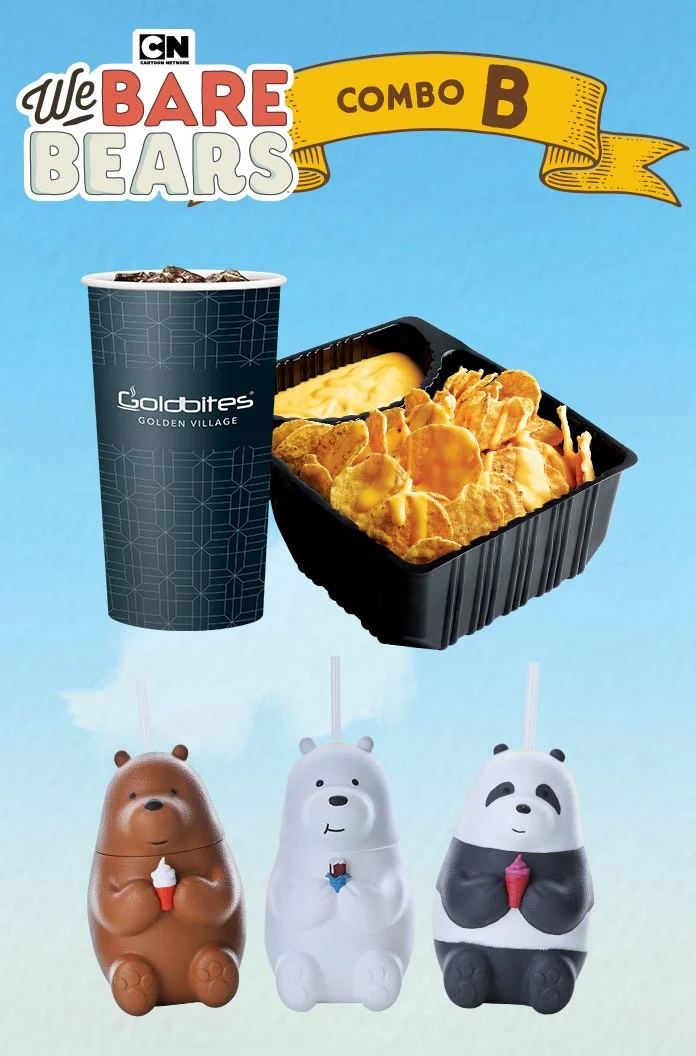 CN
CARTOON NETWORK
We BARE
BEARS
COMBO B
Goldbites®
GOLDEN VILLAGE